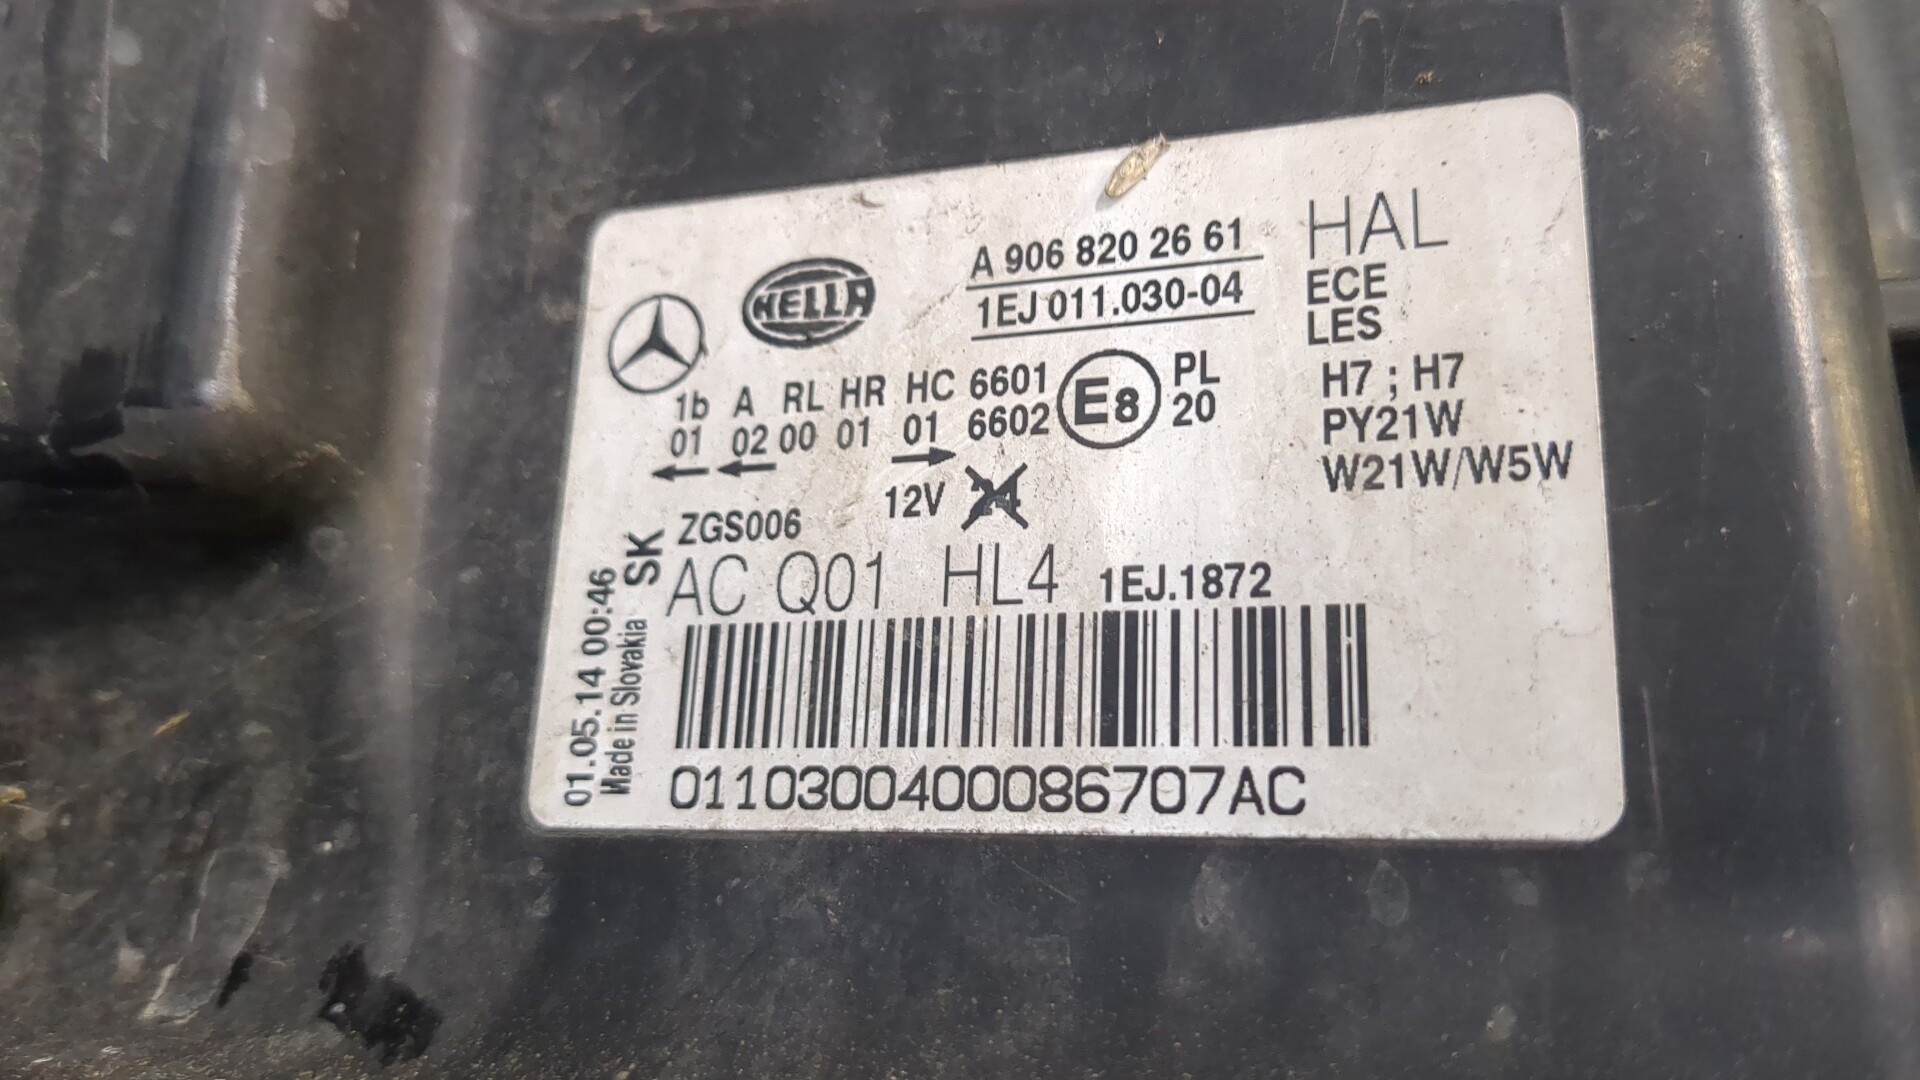 HELLA
A 906 820 26 61
1EJ 011.030-04
HAL
ECE
LES
1b A RL HR HC 6601
01 02 00 01 01 6602
E8
PL
20
H7 ; H7
PY21W
W21W/W5W
12V 24
ZGS006
SK
AC Q01 HL4 1EJ.1872
01.05.14 00:46
Made in Slovakia
01103004000086707AC